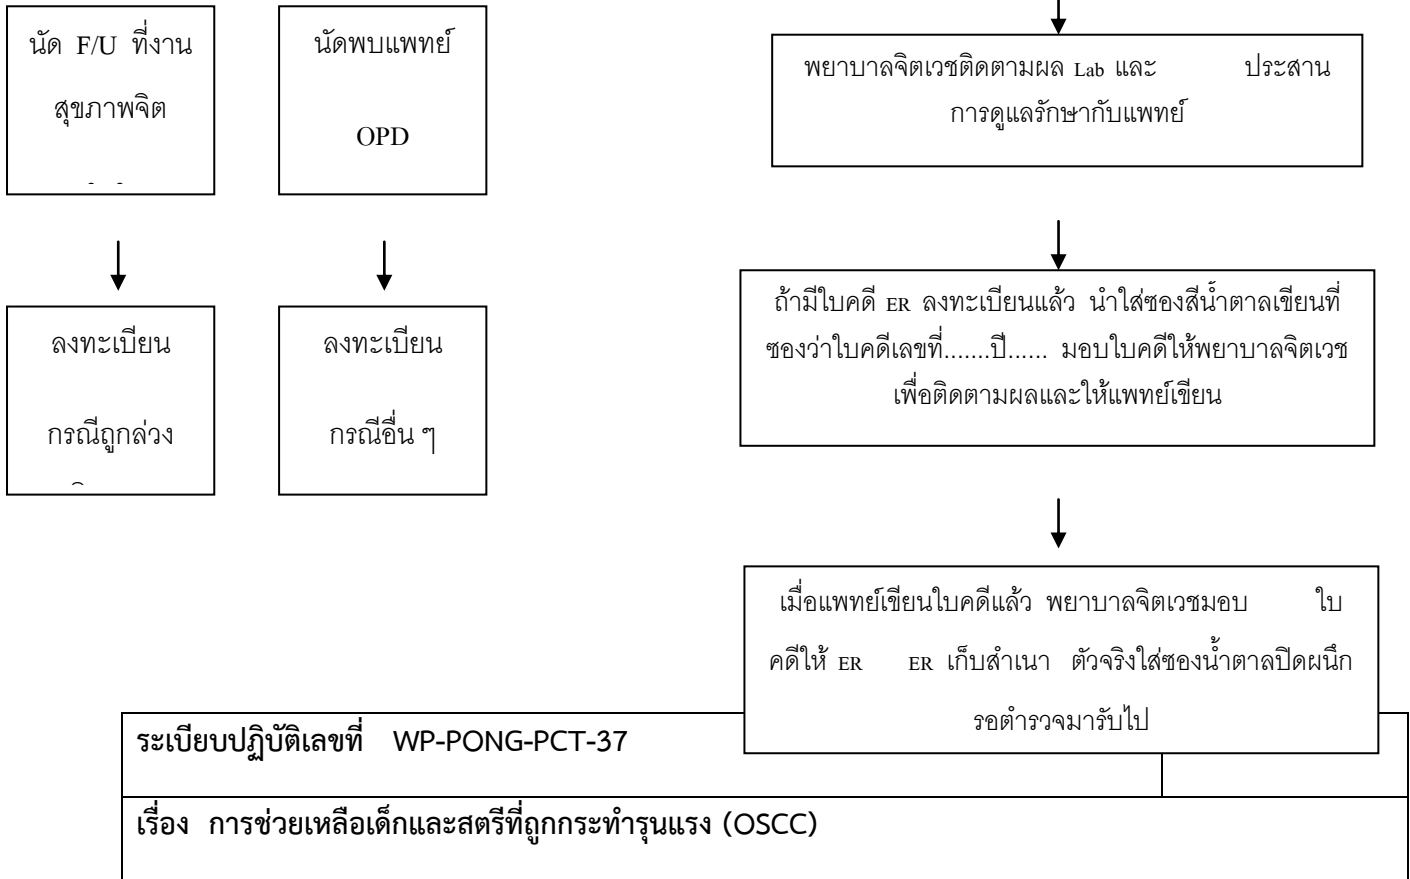 นัด F/U ที่งาน
สุขภาพจิต
นัดพบแพทย์
OPD
พยาบาลจิตเวชติดตามผล Lab และ ประสาน
การดูแลรักษากับแพทย์
ลงทะเบียน
กรณีถูกล่วง
ลงทะเบียน
กรณีอื่น ๆ
ถ้ามีใบคดี ER ลงทะเบียนแล้ว นำใส่ซองสีน้ำตาลเขียนที่
ซองว่าใบคดีเลขที่.......ปี...... มอบใบคดีให้พยาบาลจิตเวช
เพื่อติดตามผลและให้แพทย์เขียน
เมื่อแพทย์เขียนใบคดีแล้ว พยาบาลจิตเวชมอบ ใบ
คดีให้ ER ER เก็บสำเนา ตัวจริงใส่ซองน้ำตาลปิดผนึก
รอตำรวจมารับไป
ระเบียบปฏิบัติเลขที่ WP-PONG-PCT-37
เรื่อง การช่วยเหลือเด็กและสตรีที่ถูกกระทำรุนแรง (OSCC)